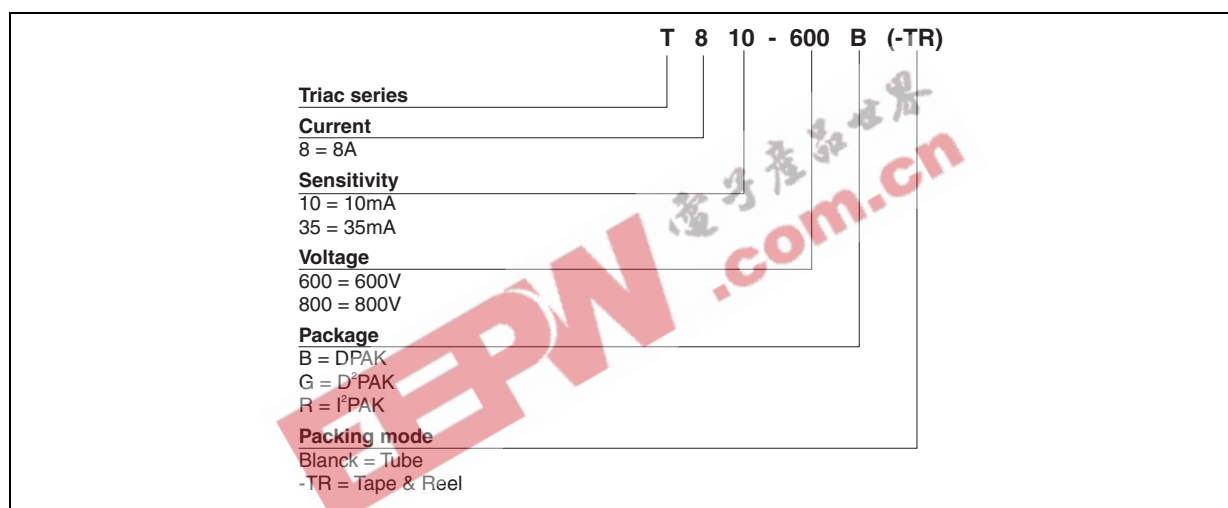 T 8 10 - 600 B (-TR)
Triac series
Current
8 = 8A
Sensitivity
10 = 10mA
35 = 35mA
Voltage
600 = 600V
800 = 800V
Package
B = DPAK
G = D²PAK
R = I²PAK
Packing mode
Blanck = Tube
-TR = Tape & Reel
EEPW
電子產品世界
.com.cn